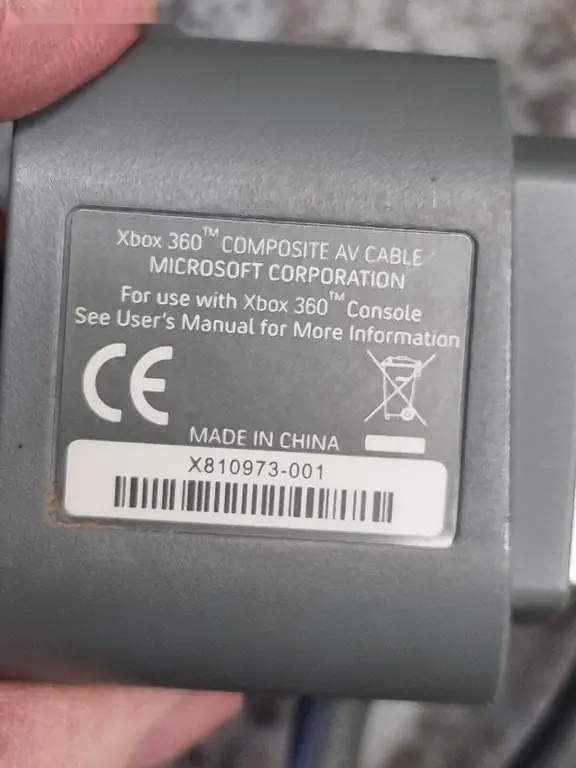 Xbox 360™ COMPOSITE AV CABLE
MICROSOFT CORPORATION
For use with Xbox 360™ Console
See User's Manual for More Information
CE
MADE IN CHINA
X810973-001